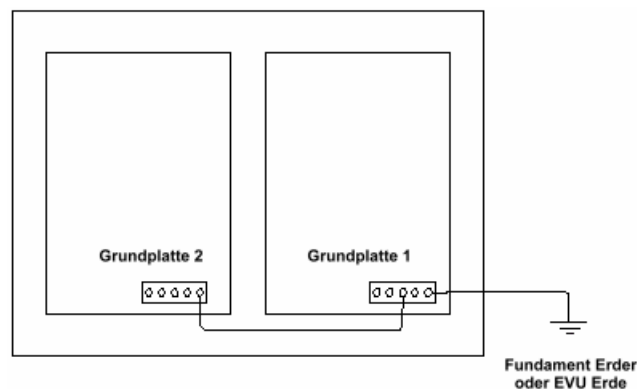 Grundplatte 2
Grundplatte 1
Fundament Erder
oder EVU Erde